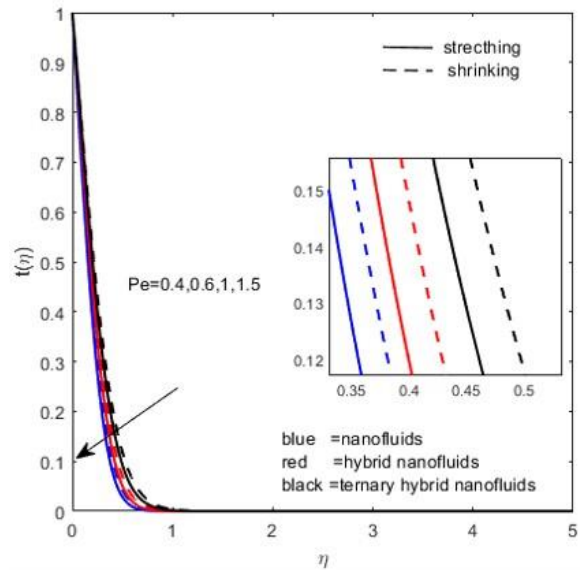 1
0.9
0.8
0.7
0.6
0.5
0.4
0.3
0.2
0.1
0
t(η)
strecthing
shrinking
0.15
0.14
0.13
0.12
0.35 0.4 0.45 0.5
Pe=0.4,0.6,1,1.5
blue =nanofluids
red =hybrid nanofluids
black =ternary hybrid nanofluids
0 1 2 3 4 5
η